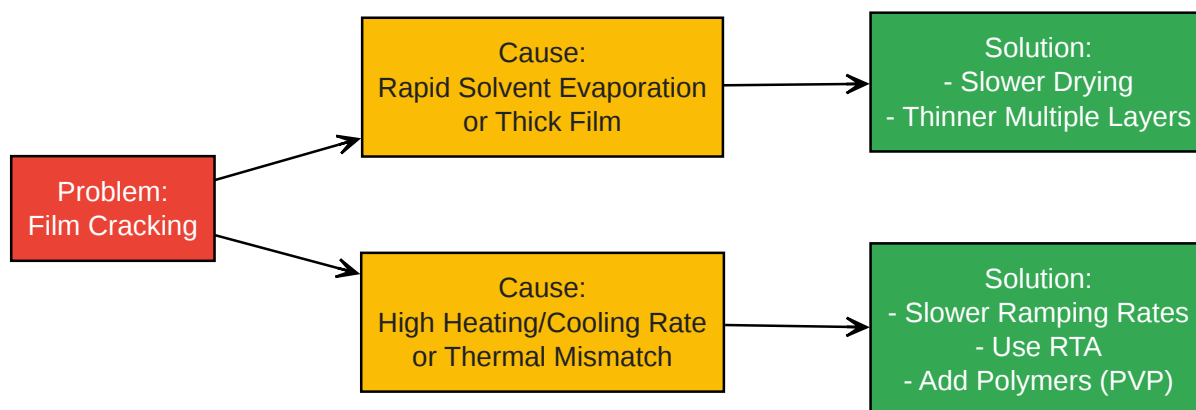 Problem:
Film Cracking
Cause:
Rapid Solvent Evaporation
or Thick Film
Solution:
- Slower Drying
- Thinner Multiple Layers
Cause:
High Heating/Cooling Rate
or Thermal Mismatch
Solution:
- Slower Ramping Rates
- Use RTA
- Add Polymers (PVP)